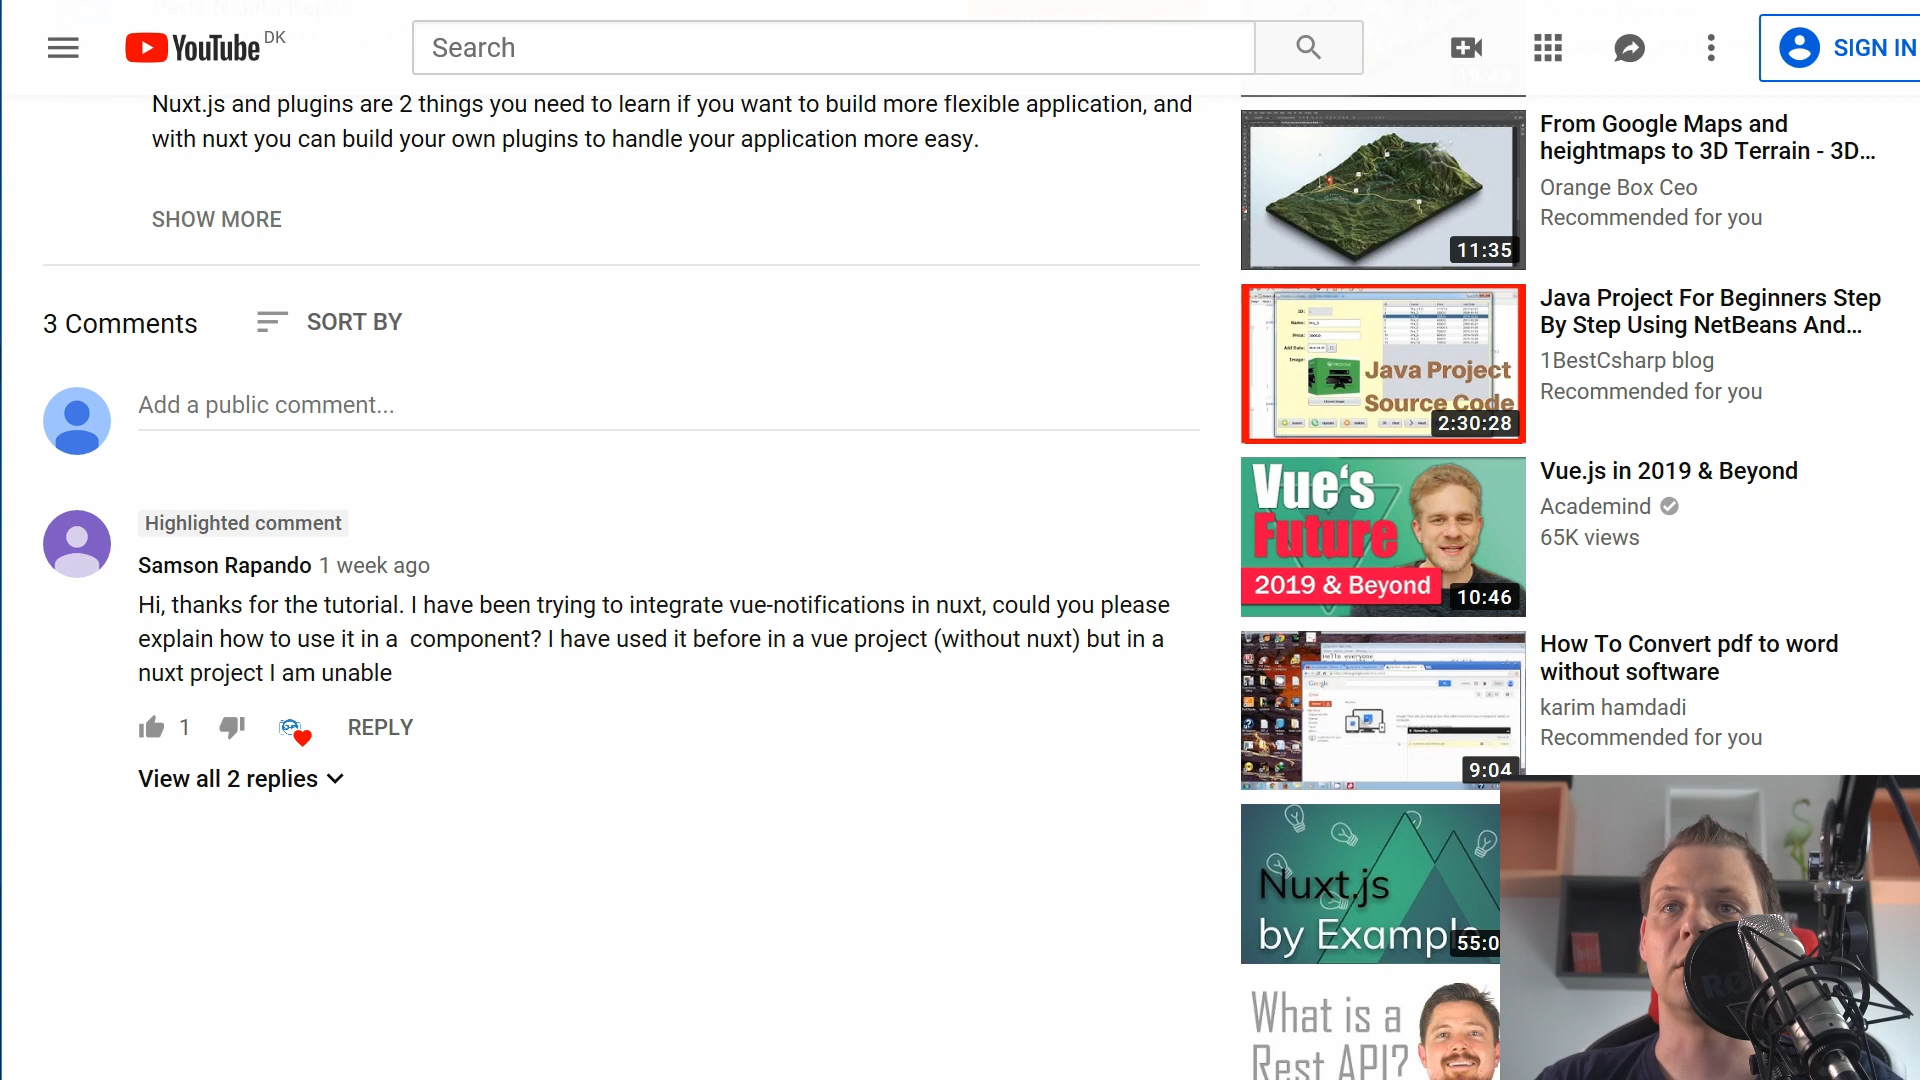 YouTube DK
Search
SIGN IN
Nuxt.js and plugins are 2 things you need to learn if you want to build more flexible application, and
with nuxt you can build your own plugins to handle your application more easy.
SHOW MORE
3 Comments
SORT BY
Add a public comment...
Highlighted comment
Samson Rapando 1 week ago
Hi, thanks for the tutorial. I have been trying to integrate vue-notifications in nuxt, could you please
explain how to use it in a component? I have used it before in a vue project (without nuxt) but in a
nuxt project I am unable
1
REPLY
View all 2 replies
11:35
From Google Maps and
heightmaps to 3D Terrain - 3D...
Orange Box Ceo
Recommended for you
Java Project
Source Code
2:30:28
Java Project For Beginners Step
By Step Using NetBeans And...
1BestCsharp blog
Recommended for you
Vue's
Future
2019 & Beyond
10:46
Vue.js in 2019 & Beyond
Academind
65K views
Google
9:04
How To Convert pdf to word
without software
karim hamdadi
Recommended for you
Nuxt.js
by Example
55:0
What is a
Rest API?